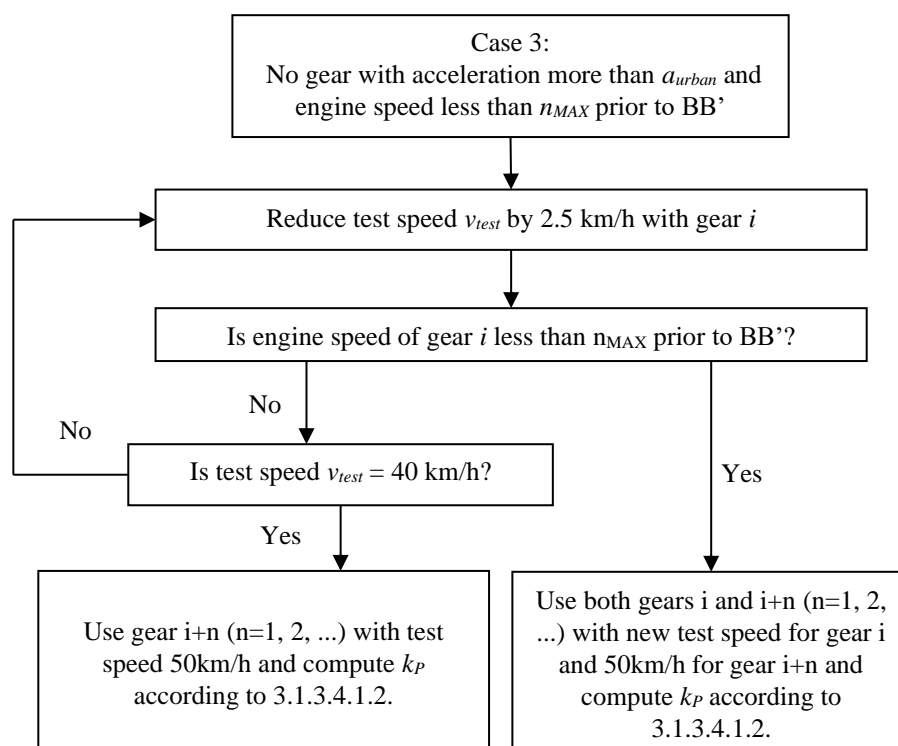 Case 3:
No gear with acceleration more than a_urban and
engine speed less than n_MAX prior to BB’
Reduce test speed v_test by 2.5 km/h with gear i
Is engine speed of gear i less than n_MAX prior to BB’?
No
No
Is test speed v_test = 40 km/h?
Yes
Yes
Use gear i+n (n=1, 2, ...) with test
speed 50km/h and compute k_P
according to 3.1.3.4.1.2.
Use both gears i and i+n (n=1, 2,
...) with new test speed for gear i
and 50km/h for gear i+n and
compute k_P according to
3.1.3.4.1.2.